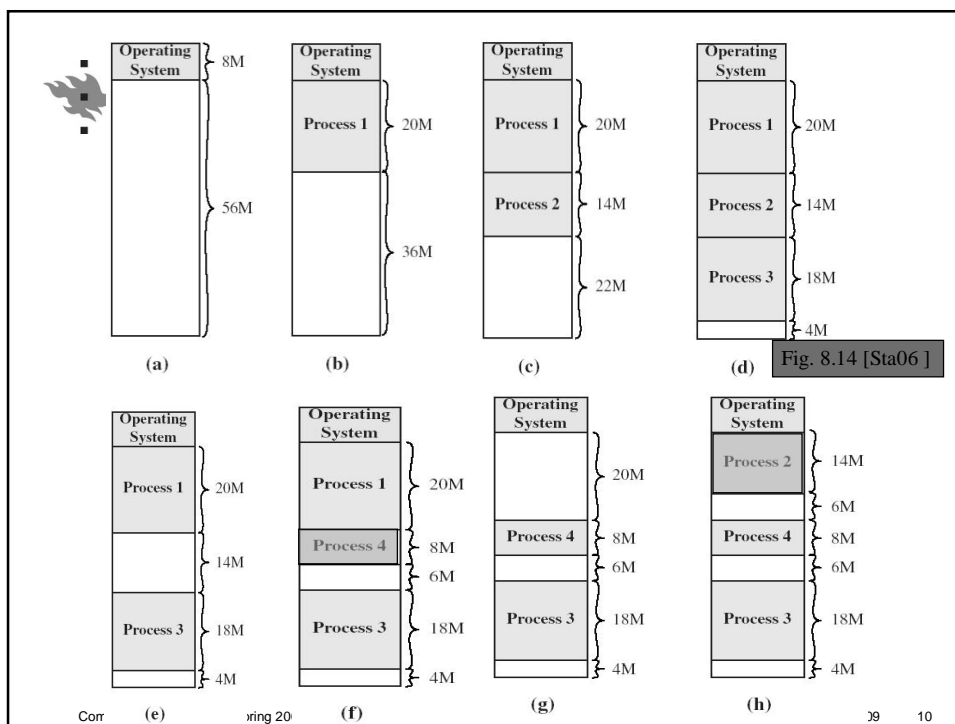 Operating
System
8M
56M
(a)
Operating
System
Process 1
20M
36M
(b)
Operating
System
Process 1
20M
Process 2
14M
22M
(c)
Operating
System
Process 1
20M
Process 2
14M
Process 3
18M
4M
(d)
Fig. 8.14 [Sta06 ]
Operating
System
Process 1
20M
14M
Process 3
18M
4M
(e)
Operating
System
Process 1
20M
Process 4
8M
6M
Process 3
18M
4M
(f)
Operating
System
20M
Process 4
8M
6M
Process 3
18M
4M
(g)
Operating
System
Process 2
14M
6M
Process 4
8M
6M
Process 3
18M
4M
(h)
10